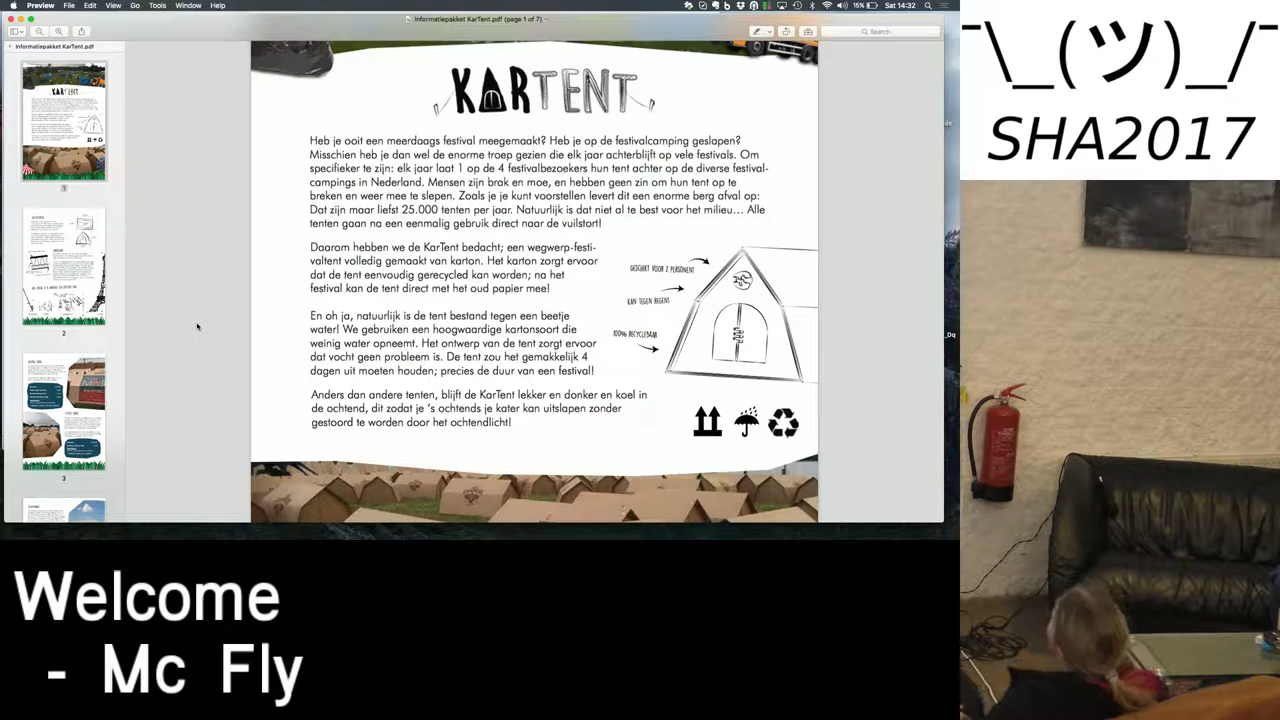 Preview File Edit View Go Tools Window Help
15% Sat 14:32
Informatiepakket KarTent.pdf (page 1 of 7)
Search
Informatiepakket KarTent.pdf
1
2
3
KARTENT
Heb je ooit een meerdaags festival meegemaakt? Heb je op de festivalcamping geslapen?
Misschien heb je dan wel de enorme troep gezien die elk jaar achterblijft op vele festivals. Om
specifieker te zijn: elk jaar laat 1 op de 4 festivalbezoekers hun tent achter op de diverse festival-
campings in Nederland. Mensen zijn brak en moe, en hebben geen zin om hun tent op te
breken en weer mee te slepen. Zoals je je kunt voorstellen levert dit een enorme berg afval op:
Dat zijn maar liefst 25.000 tenten per jaar. Natuurlijk is dat niet al te best voor het milieu... Alle
tenten gaan na een eenmalig gebruik direct naar de vuilstort!
Daarom hebben we de KarTent bedacht; een wegwerp-festi-
valtent volledig gemaakt van karton. Het karton zorgt ervoor
dat de tent eenvoudig gerecycled kan worden; na het
festival kan de tent direct met het oud papier mee!
En oh ja, natuurlijk is de tent bestand tegen een beetje
water! We gebruiken een hoogwaardige kartonsoort die
weinig water opneemt. Het ontwerp van de tent zorgt ervoor
dat vocht geen probleem is. De tent zou het gemakkelijk 4
dagen uit moeten houden; precies de duur van een festival!
Anders dan andere tenten, blijft de KarTent lekker en donker en koel in
de ochtend, dit zodat je 's ochtends je kater kan uitslapen zonder
gestoord te worden door het ochtendlicht!
GESCHIKT VOOR 2 PERSONEN!
KAN TEGEN REGEN!
100% RECYCLEBAAR
¯\_(ツ)_/¯
SHA2017
Welcome
- Mc Fly